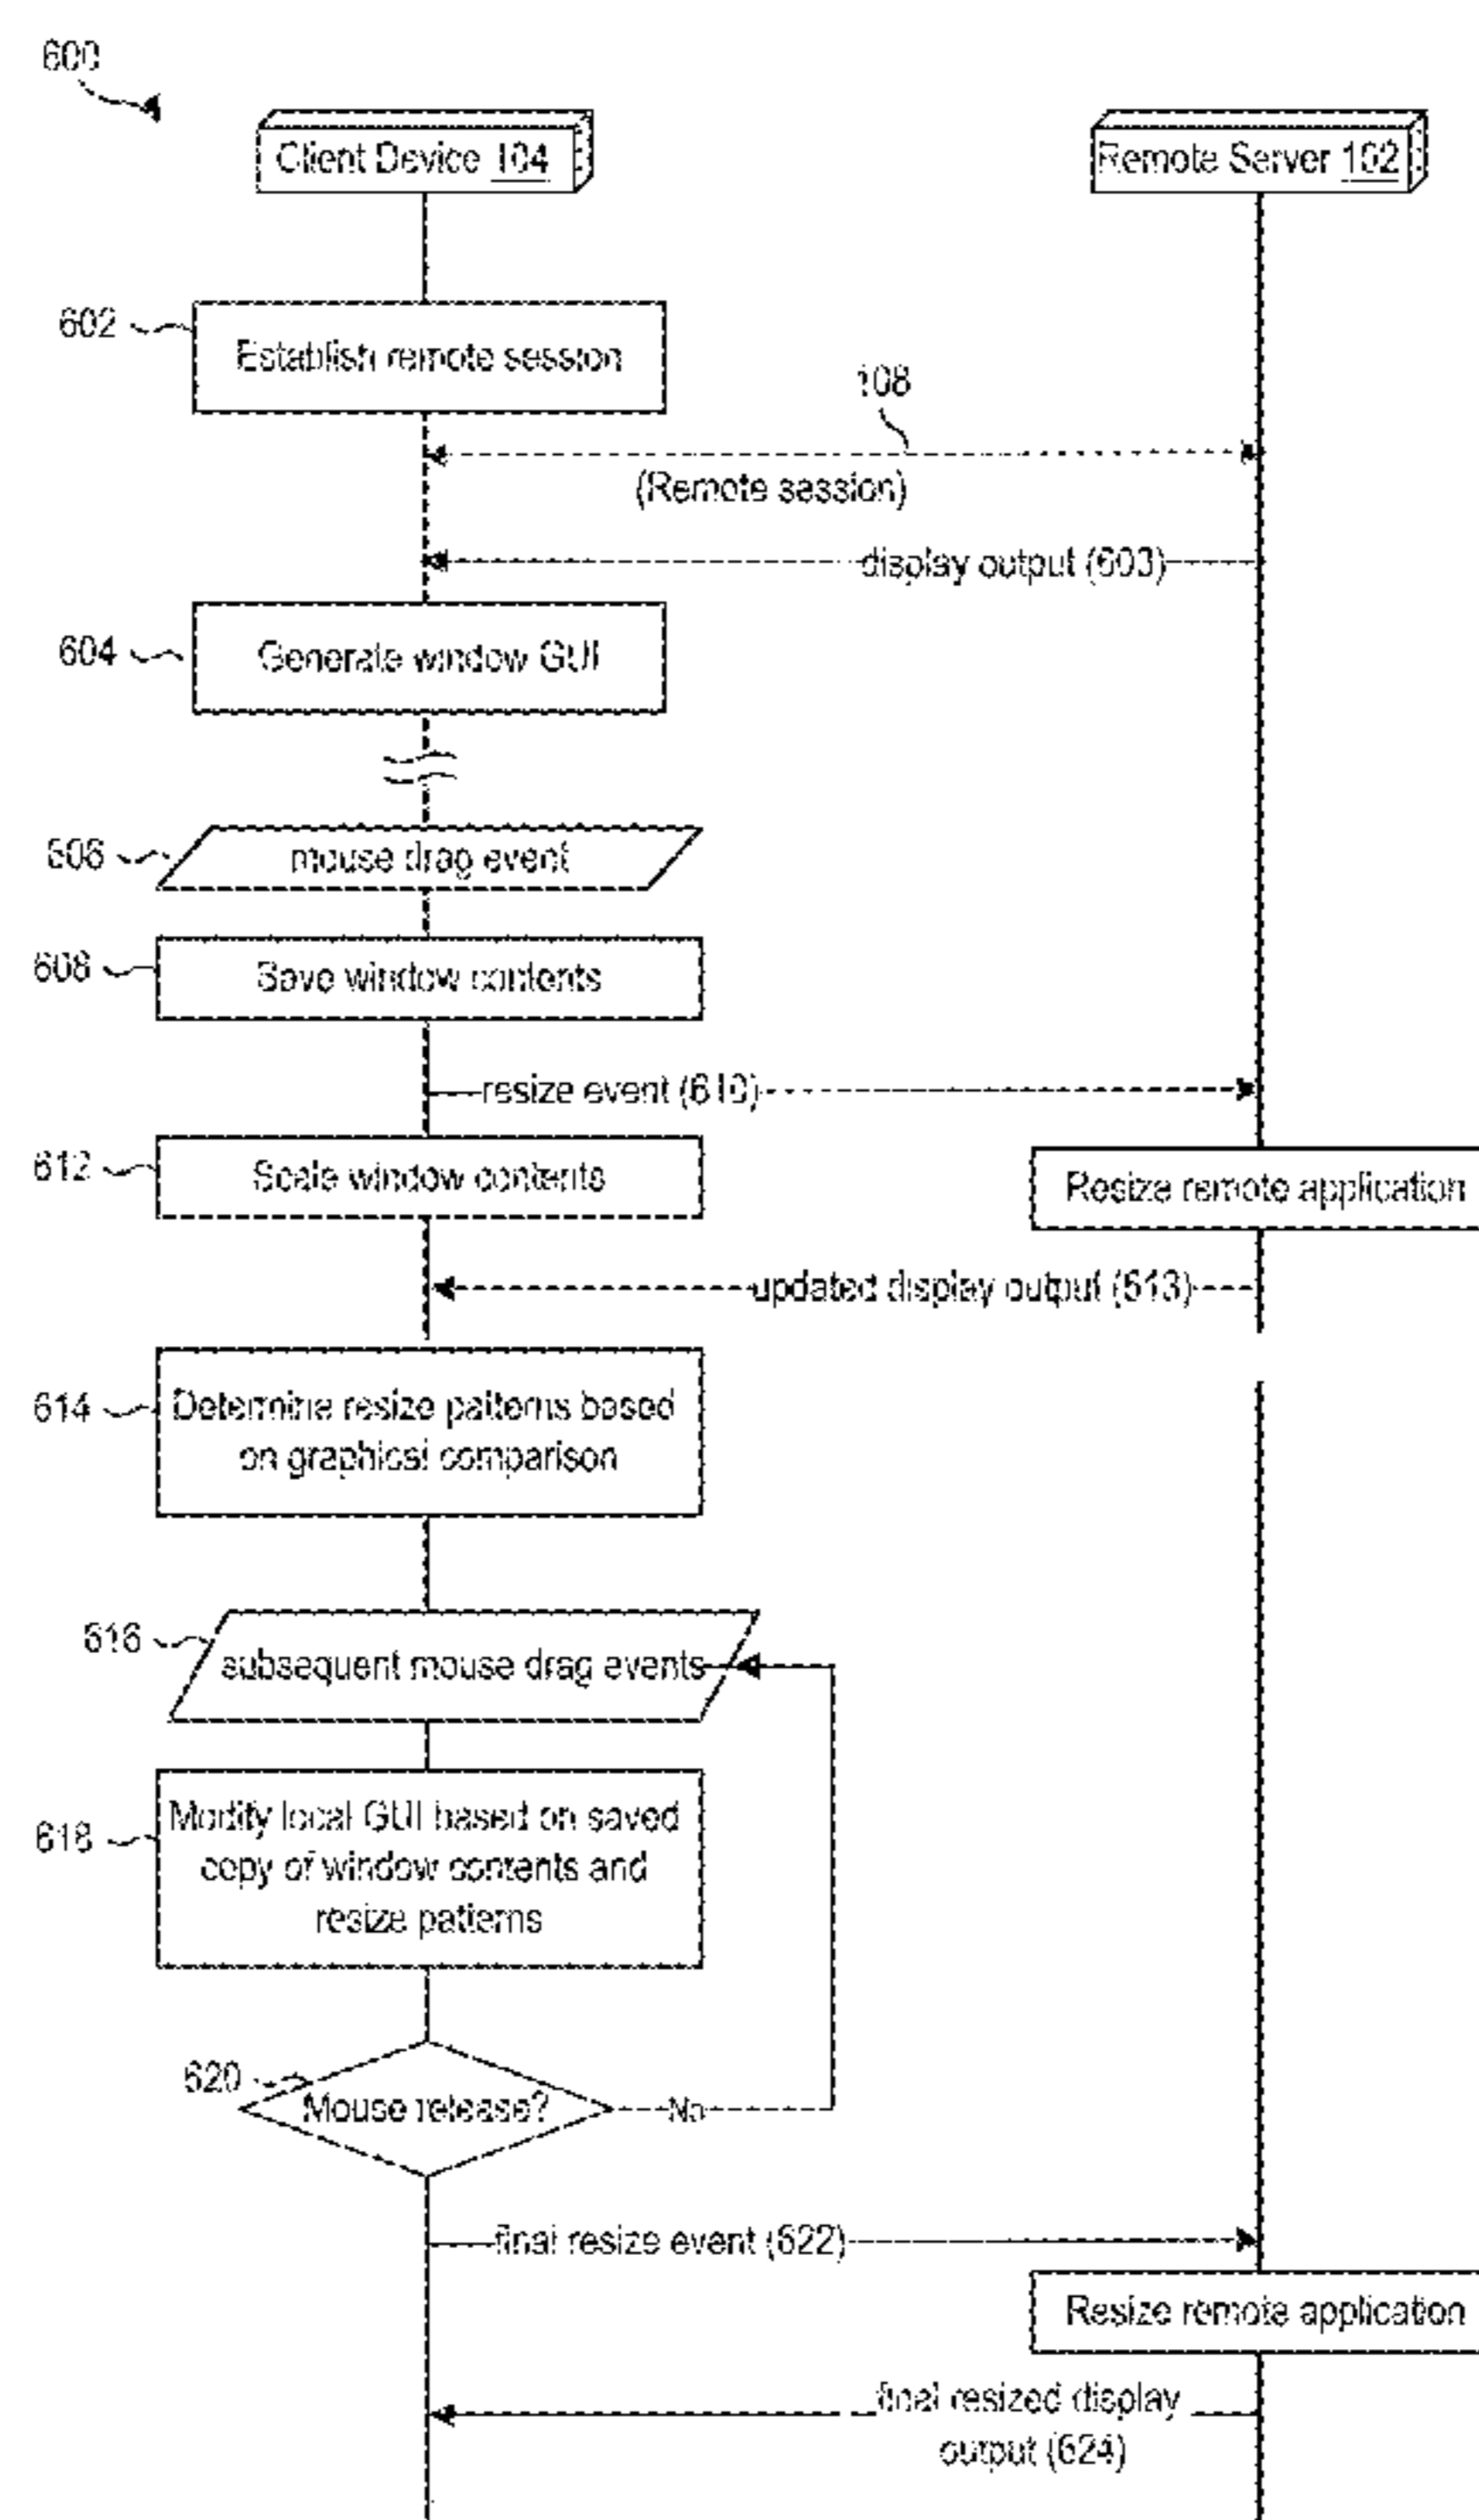 600
Client Device 104
Remote Server 102
602
Establish remote session
108
(Remote session)
display output (603)
604
Generate window GUI
606
mouse drag event
608
Save window contents
resize event (610)
612
Scale window contents
Resize remote application
updated display output (613)
614
Determine resize patterns based
on graphical comparison
616
subsequent mouse drag events
618
Modify local GUI based on saved
copy of window contents and
resize patterns
620
Mouse release?
No
final resize event (622)
Resize remote application
final resized display
output (624)